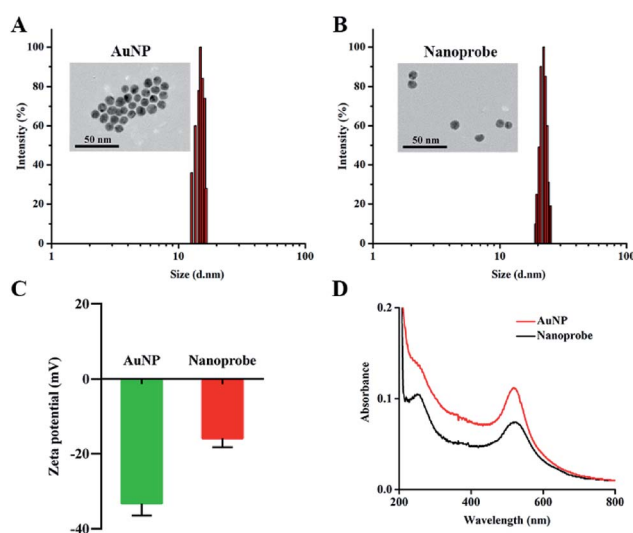 A
AuNP
Intensity (%)
100
80
60
40
20
0
50 nm
1
10
100
Size (d.nm)
B
Nanoprobe
Intensity (%)
100
80
60
40
20
0
50 nm
1
10
100
Size (d.nm)
C
Zeta potential (mV)
20
0
-20
-40
AuNP
Nanoprobe
D
Absorbance
0.2
0.1
0.0
AuNP
Nanoprobe
200
400
600
800
Wavelength (nm)